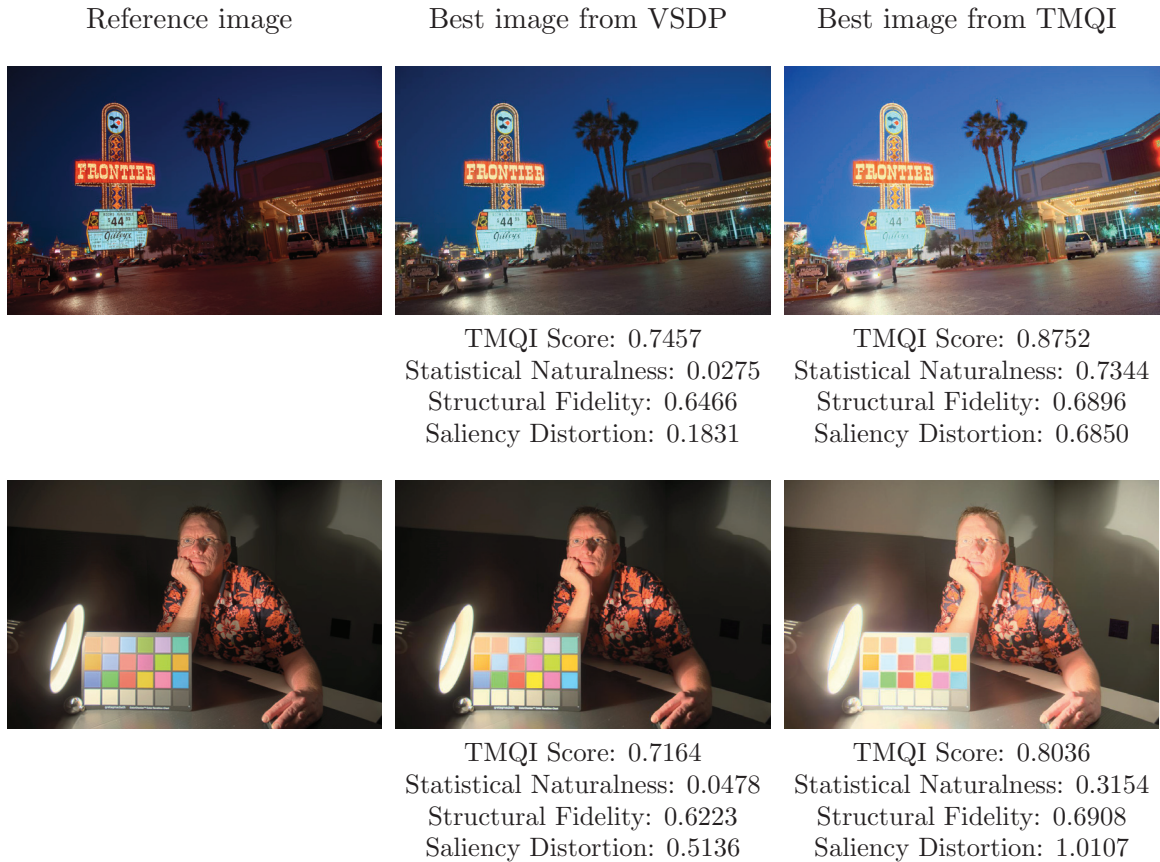 Reference image
Best image from VSDP
Best image from TMQI
FRONTIER
$44
Gilley's
FRONTIER
44
Gilley's
FRONTIER
44
TMQI Score: 0.7457
Statistical Naturalness: 0.0275
Structural Fidelity: 0.6466
Saliency Distortion: 0.1831
TMQI Score: 0.8752
Statistical Naturalness: 0.7344
Structural Fidelity: 0.6896
Saliency Distortion: 0.6850
TMQI Score: 0.7164
Statistical Naturalness: 0.0478
Structural Fidelity: 0.6223
Saliency Distortion: 0.5136
TMQI Score: 0.8036
Statistical Naturalness: 0.3154
Structural Fidelity: 0.6908
Saliency Distortion: 1.0107